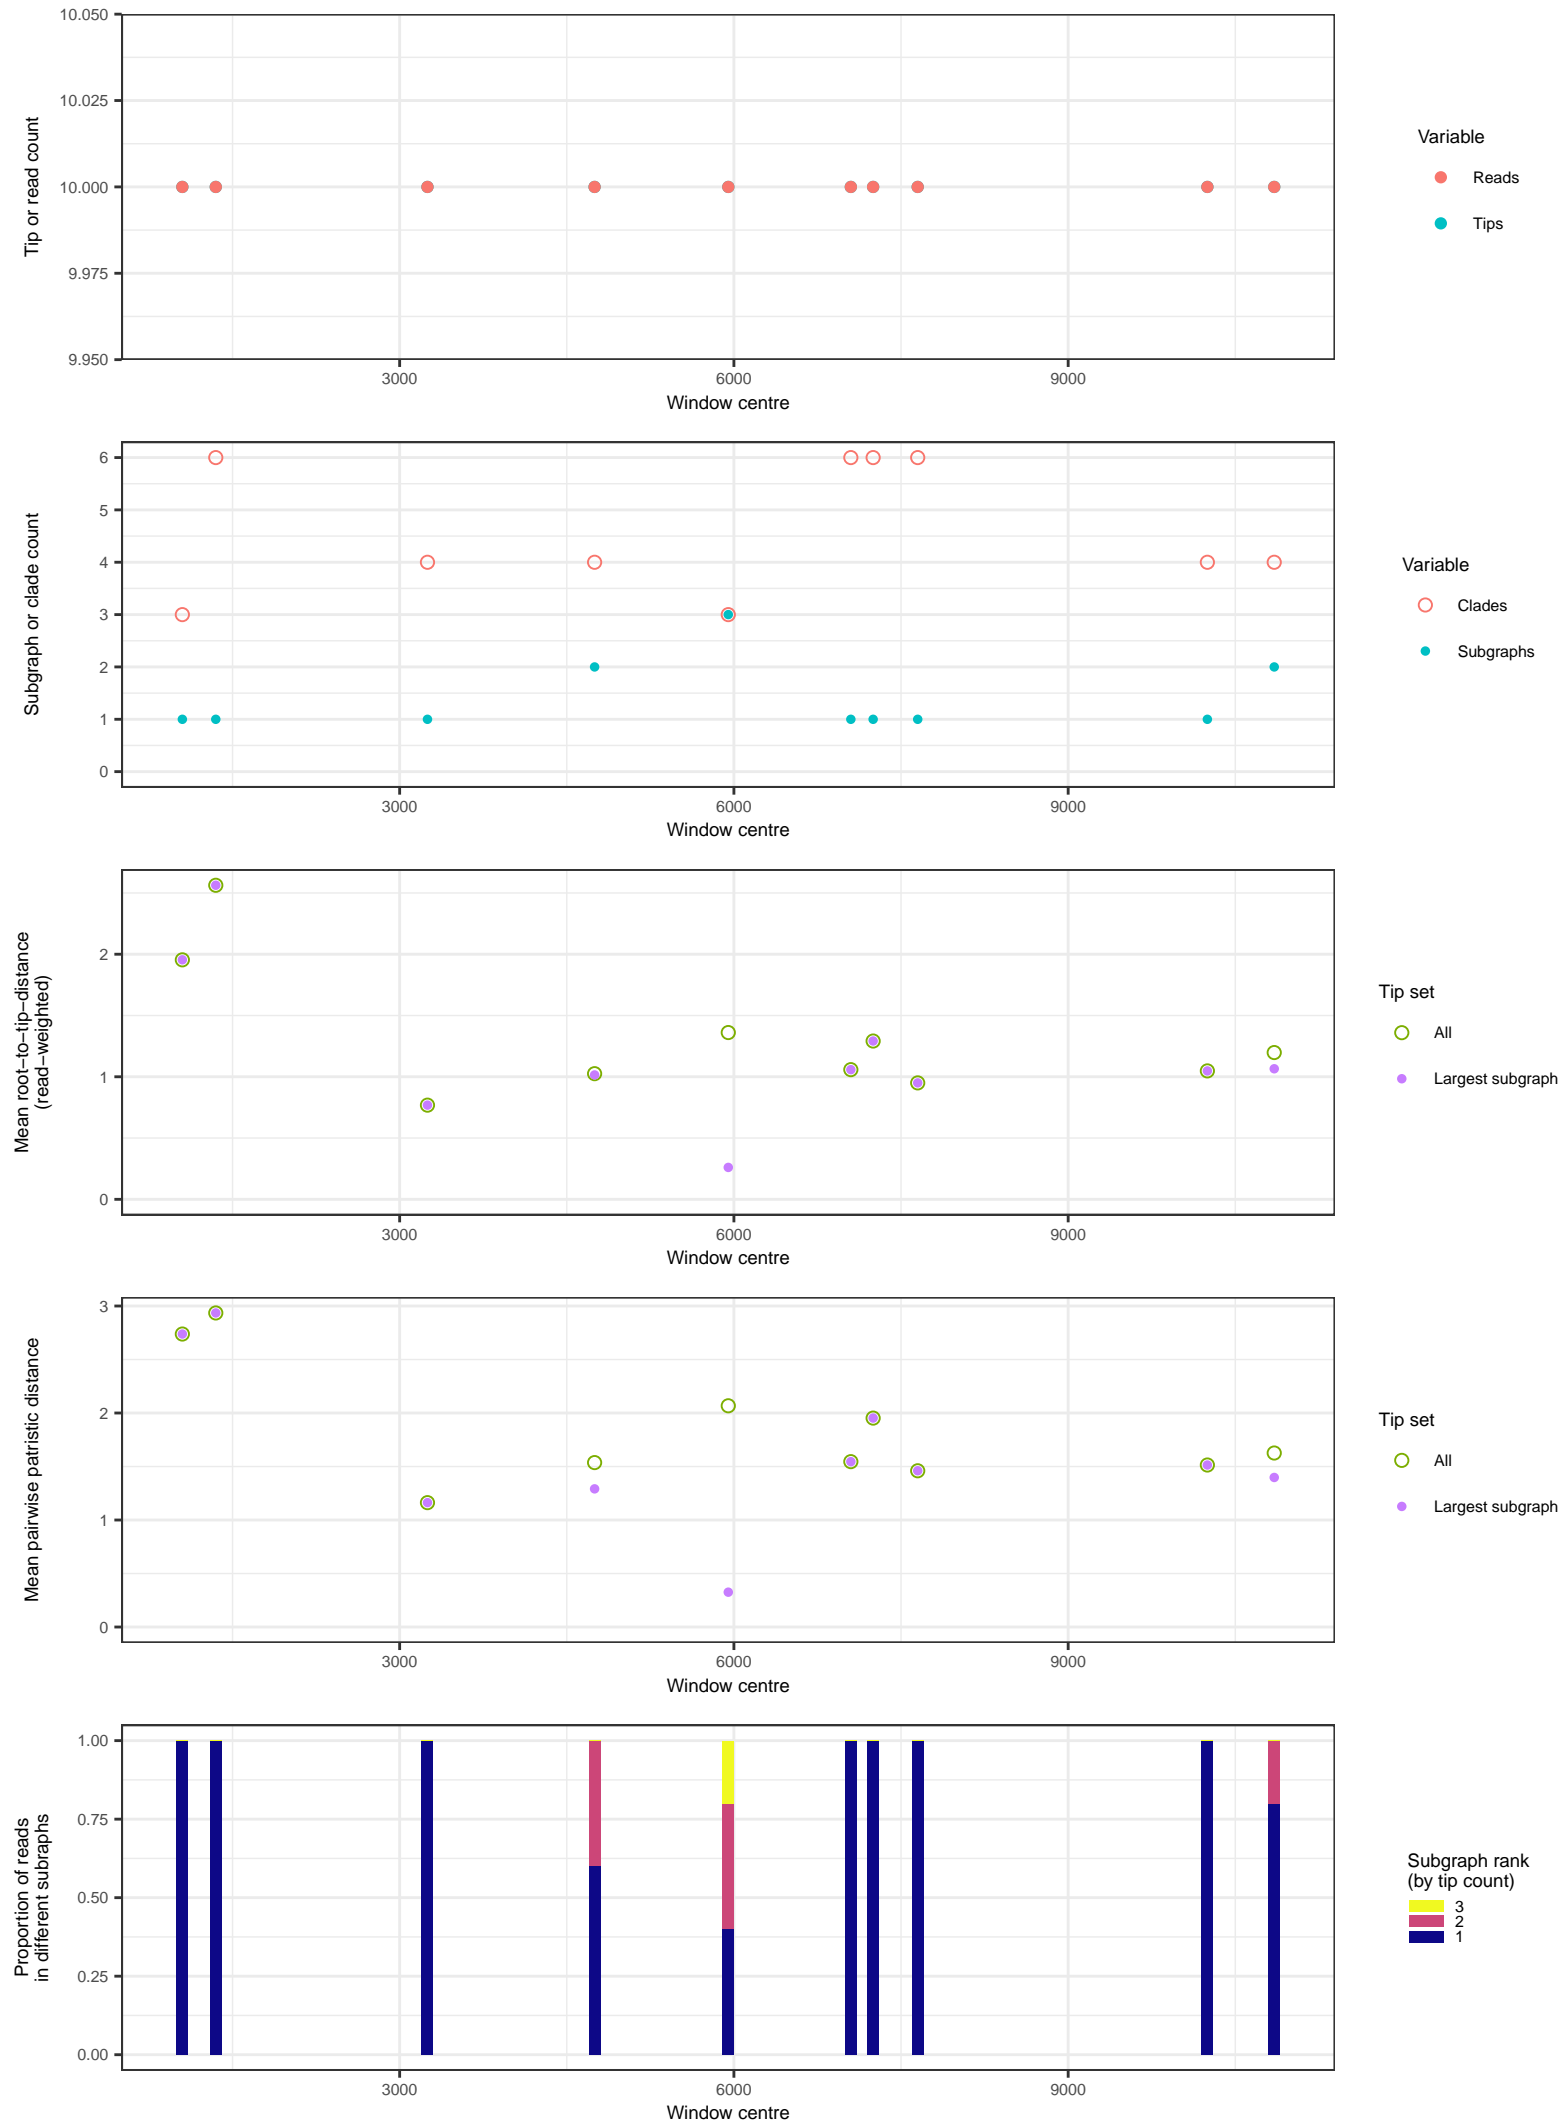 10.050
10.025
10.000
9.975
9.950
Tip or read count
3000
6000
9000
Window centre
Variable
Reads
Tips
6
5
4
3
2
1
0
Subgraph or clade count
3000
6000
9000
Window centre
Variable
Clades
Subgraphs
2
1
0
Mean root−to−tip−distance
(read−weighted)
3000
6000
9000
Window centre
Tip set
All
Largest subgraph
3
2
1
0
Mean pairwise patristic distance
3000
6000
9000
Window centre
Tip set
All
Largest subgraph
1.00
0.75
0.50
0.25
0.00
Proportion of reads
in different subraphs
3000
6000
9000
Window centre
Subgraph rank
(by tip count)
3
2
1